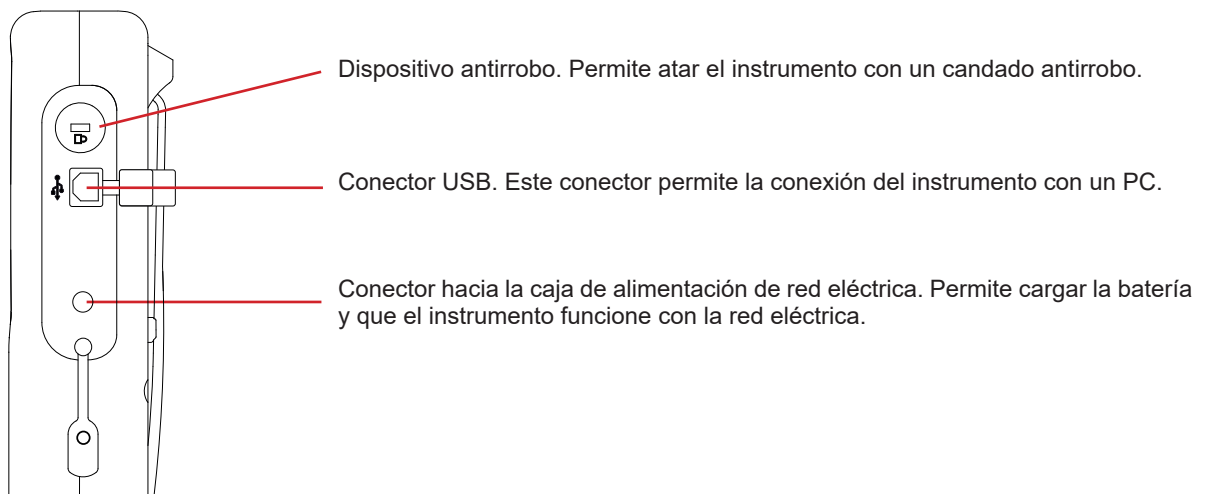 Dispositivo antirrobo. Permite atar el instrumento con un candado antirrobo.
Conector USB. Este conector permite la conexión del instrumento con un PC.
Conector hacia la caja de alimentación de red eléctrica. Permite cargar la batería
y que el instrumento funcione con la red eléctrica.